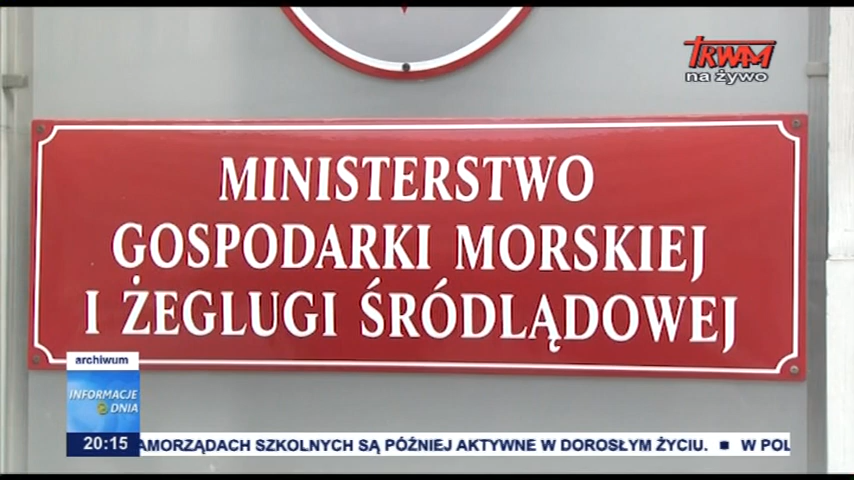 TRWAM
na żywo
MINISTERSTWO
GOSPODARKI MORSKIEJ
I ŻEGLUGI ŚRÓDLĄDOWEJ
archiwum
INFORMACJE
DNIA
20:15 AMORZĄDACH SZKOLNYCH SĄ PÓŹNIEJ AKTYWNE W DOROSŁYM ŻYCIU. ▪ W POL